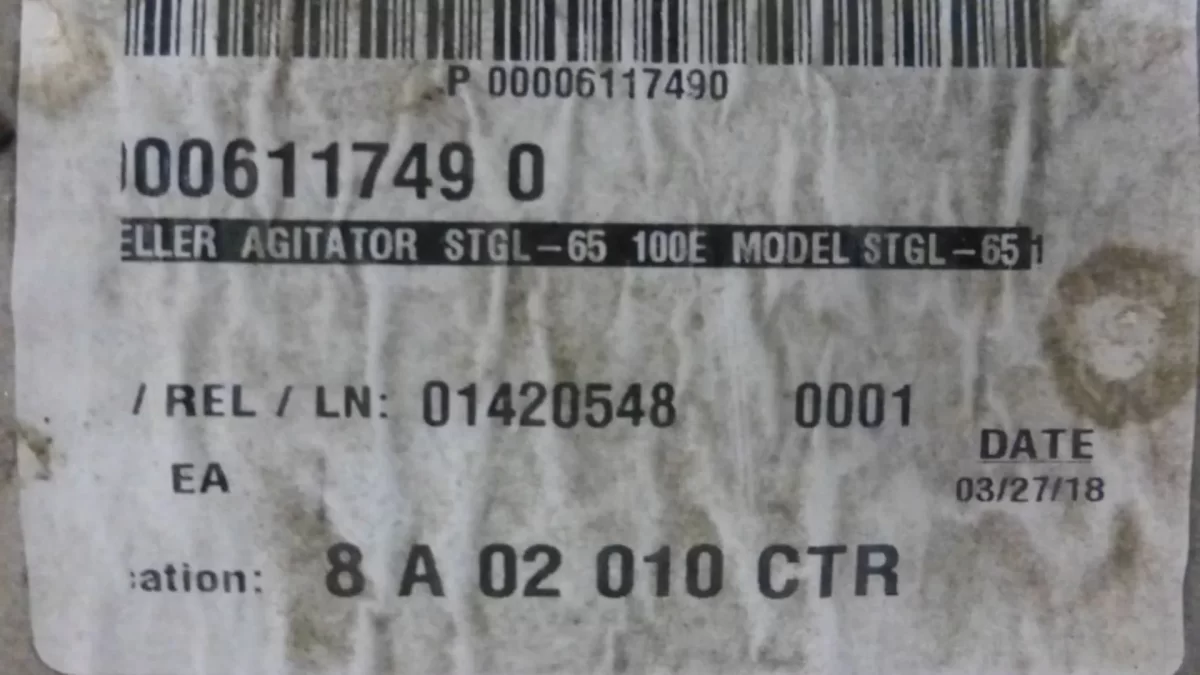 P 00006117490
00611749 0
ELLER AGITATOR STGL-65 100E MODEL STGL-65
/ REL / LN: 01420548 0001
DATE
EA
03/27/18
ation: 8 A 02 010 CTR